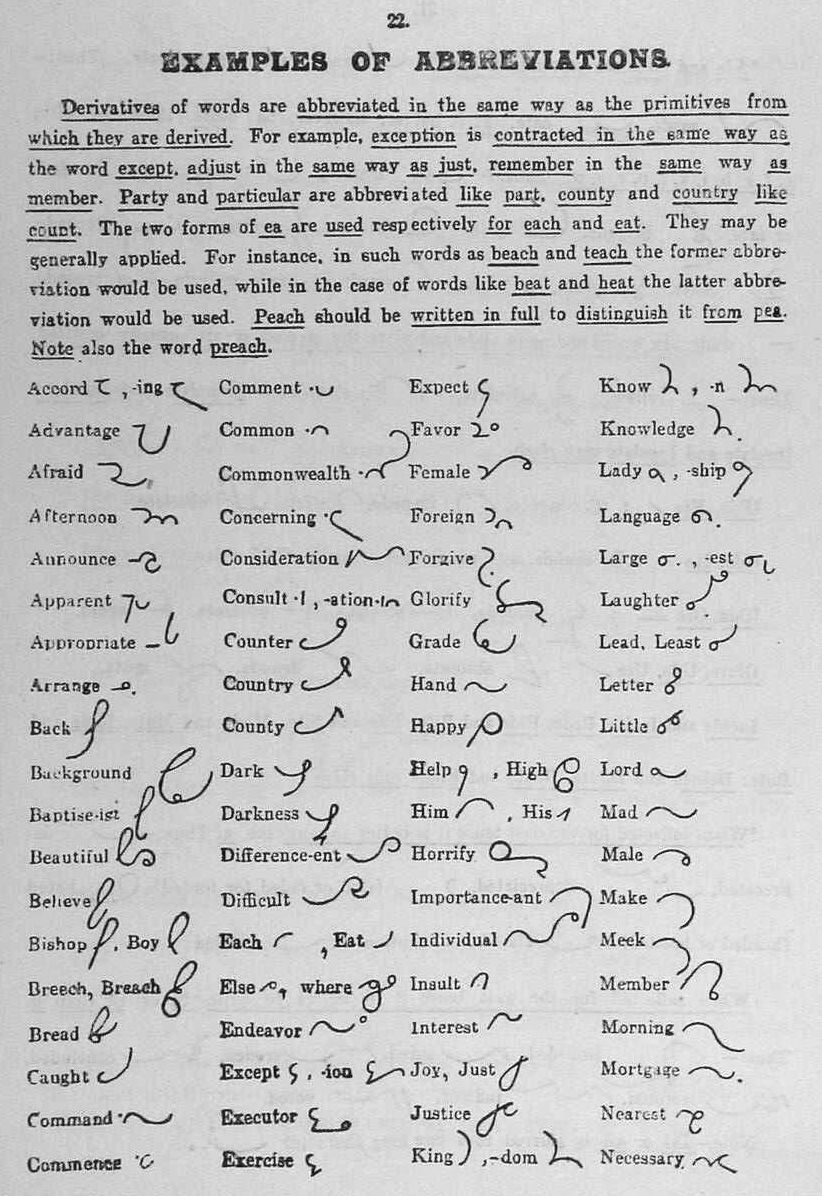 22.
EXAMPLES OF ABBREVIATIONS.
Derivatives of words are abbreviated in the same way as the primitives from
which they are derived. For example, exception is contracted in the same way as
the word except, adjust in the same way as just, remember in the same way as
member. Party and particular are abbreviated like part, county and country like
count. The two forms of ea are used respectively for each and eat. They may be
generally applied. For instance, in such words as beach and teach the former abbre-
viation would be used, while in the case of words like beat and heat the latter abbre-
viation would be used. Peach should be written in full to distinguish it from pea.
Note also the word preach.
Accord , -ing Comment Expect Know , -n
Advantage Common Favor Knowledge
Afraid Commonwealth Female Lady , -ship
Afternoon Concerning Foreign Language
Announce Consideration Forgive Large , -est
Apparent Consult , -ation Glorify Laughter
Appropriate Counter Grade Lead, Least
Arrange Country Hand Letter
Back County Happy Little
Background Dark Help , High Lord
Baptise-ist Darkness Him , His Mad
Beautiful Difference-ent Horrify Male
Believe Difficult Importance-ant Make
Bishop , Boy Each , Eat Individual Meek
Breech, Breach Else , where Insult Member
Bread Endeavor Interest Morning
Caught Except , -ion Joy, Just Mortgage
Command Executor Justice Nearest
Commence Exercise King , -dom Necessary